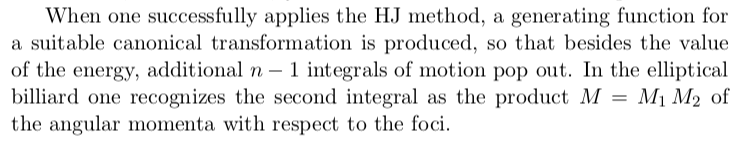 When one successfully applies the HJ method, a generating function for
a suitable canonical transformation is produced, so that besides the value
of the energy, additional n − 1 integrals of motion pop out. In the elliptical
billiard one recognizes the second integral as the product M = M₁ M₂ of
the angular momenta with respect to the foci.